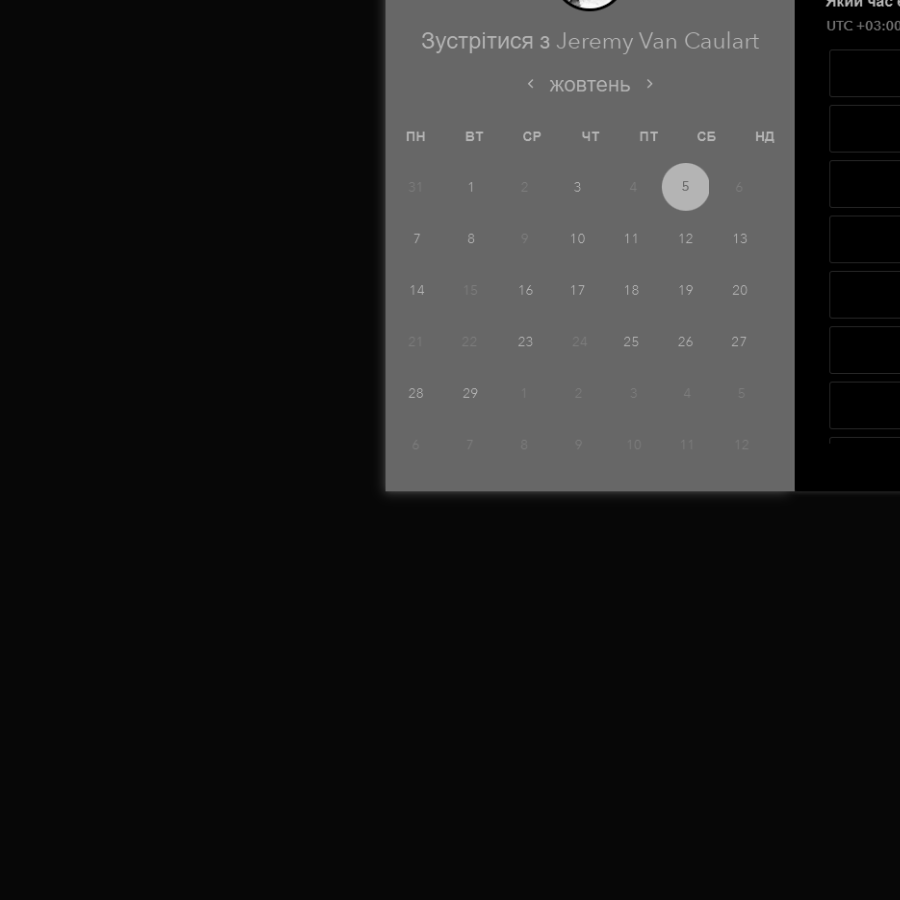 Зустрітися з Jeremy Van Caulart
< жовтень >
ПН ВТ СР ЧТ ПТ СБ НД
31 1 2 3 4 5 6
7 8 9 10 11 12 13
14 15 16 17 18 19 20
21 22 23 24 25 26 27
28 29 1 2 3 4 5
6 7 8 9 10 11 12
Який час
UTC +03:00